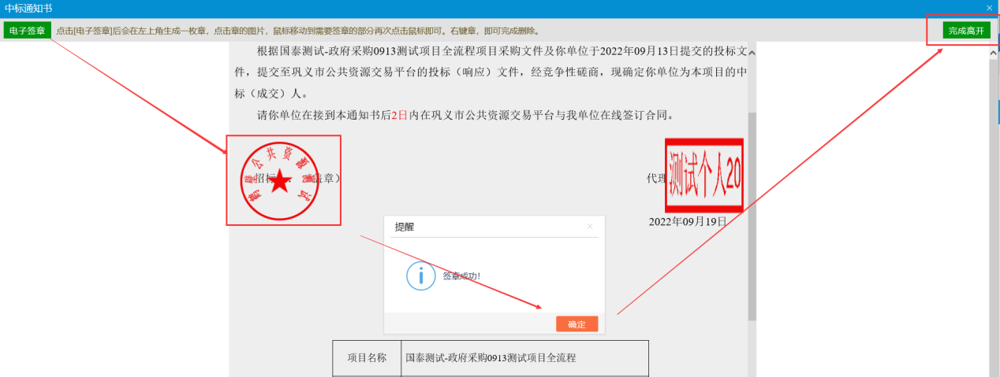 中标通知书
电子签章 点击[电子签章]后会在左上角生成一枚章，点击章的图片，鼠标移动到需要签章的部分再次点击鼠标即可。右键章，即可完成删除。 完成离开
根据国泰测试-政府采购0913测试项目全流程项目采购文件及你单位于2022年09月13日提交的投标文
件，提交至巩义市公共资源交易平台的投标（响应）文件，经竞争性磋商，现确定你单位为本项目的中
标（成交）人。
请你单位在接到本通知书后2日内在巩义市公共资源交易平台与我单位在线签订合同。
鹤壁公共资源测试
招标 ： 盖章）
代理
测试个人20
2022年09月19日
提醒
签章成功!
确定
项目名称 国泰测试-政府采购0913测试项目全流程